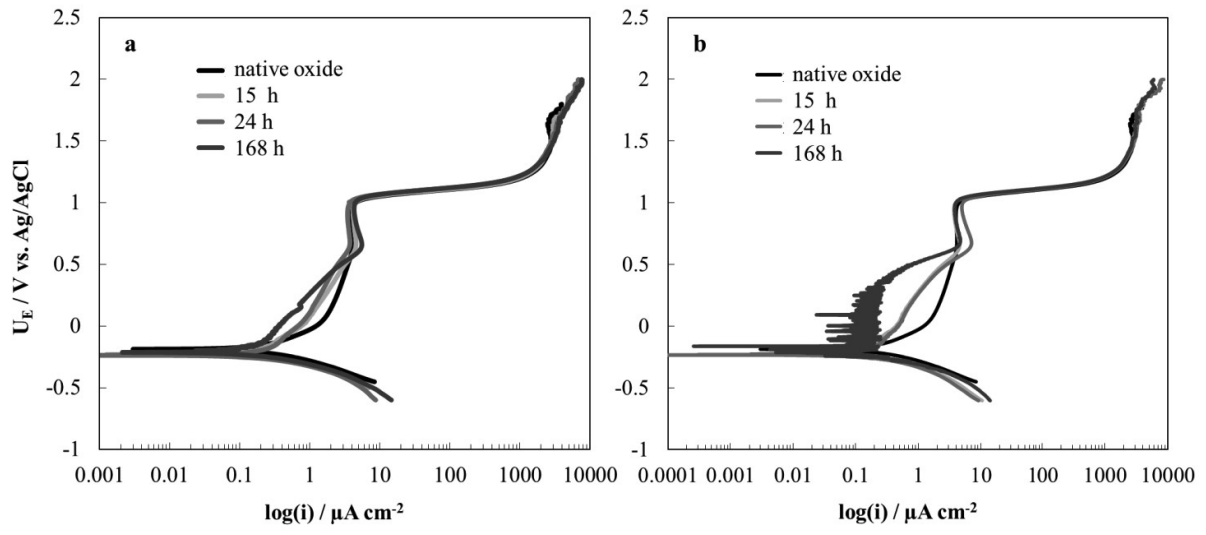 a
native oxide
15 h
24 h
168 h
2.5
2
1.5
1
0.5
0
-0.5
-1
U_E / V vs. Ag/AgCl
0.001 0.01 0.1 1 10 100 1000 10000
log(i) / µA cm⁻²
b
native oxide
15 h
24 h
168 h
2.5
2
1.5
1
0.5
0
-0.5
-1
0.0001 0.001 0.01 0.1 1 10 100 1000 10000
log(i) / µA cm⁻²